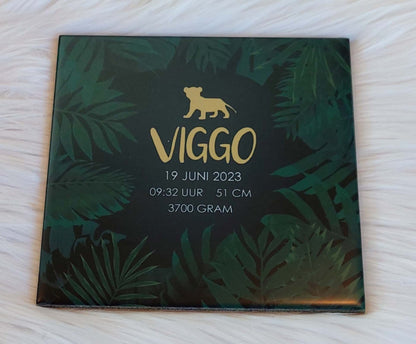 VIGGO
19 JUNI 2023
09:32 UUR 51 CM
3700 GRAM